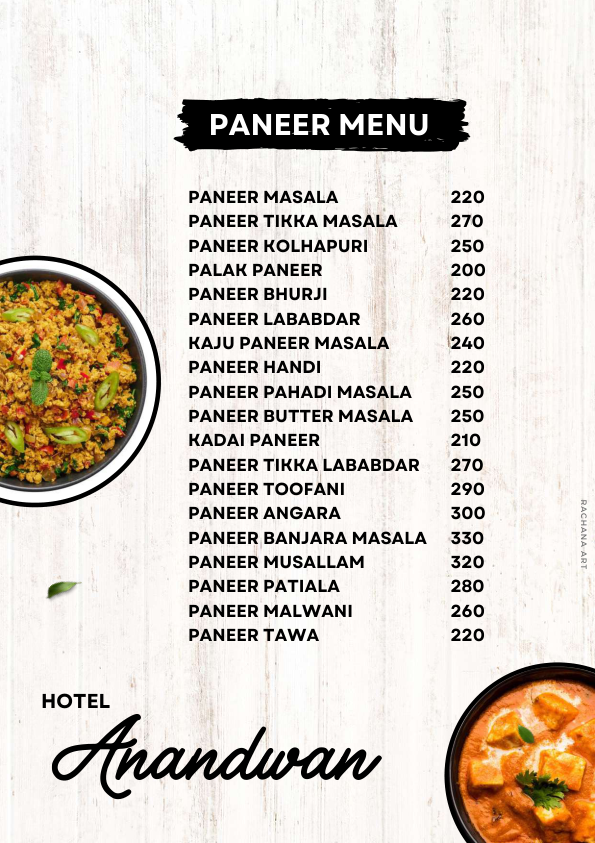 PANEER MENU
PANEER MASALA 220
PANEER TIKKA MASALA 270
PANEER KOLHAPURI 250
PALAK PANEER 200
PANEER BHURJI 220
PANEER LABABDAR 260
KAJU PANEER MASALA 240
PANEER HANDI 220
PANEER PAHADI MASALA 250
PANEER BUTTER MASALA 250
KADAI PANEER 210
PANEER TIKKA LABABDAR 270
PANEER TOOFANI 290
PANEER ANGARA 300
PANEER BANJARA MASALA 330
PANEER MUSALLAM 320
PANEER PATIALA 280
PANEER MALWANI 260
PANEER TAWA 220
RACHANA ART
HOTEL
Anandwan